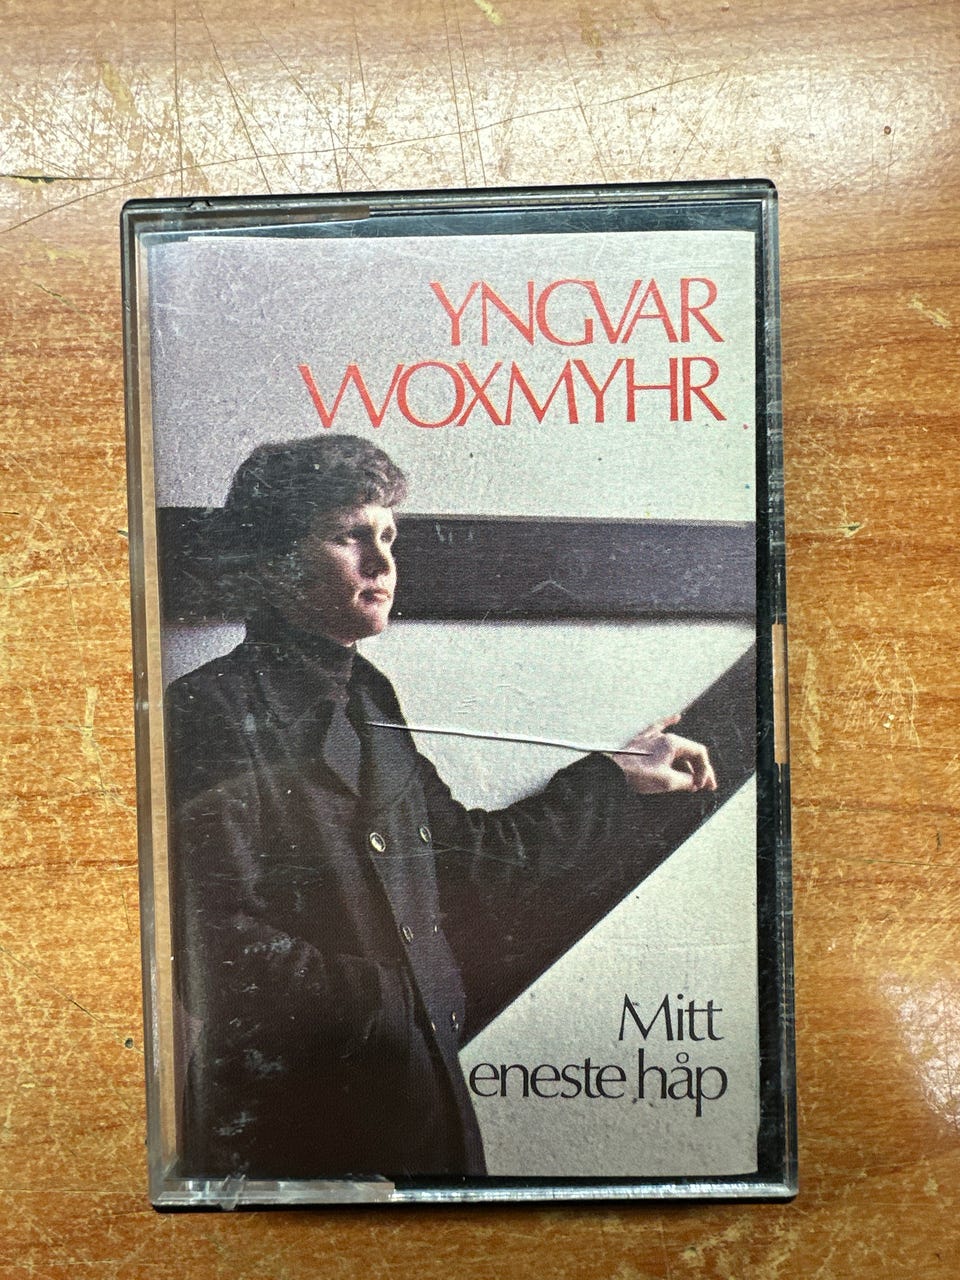 YNGVAR
WOXMYHR
Mitt
eneste håp